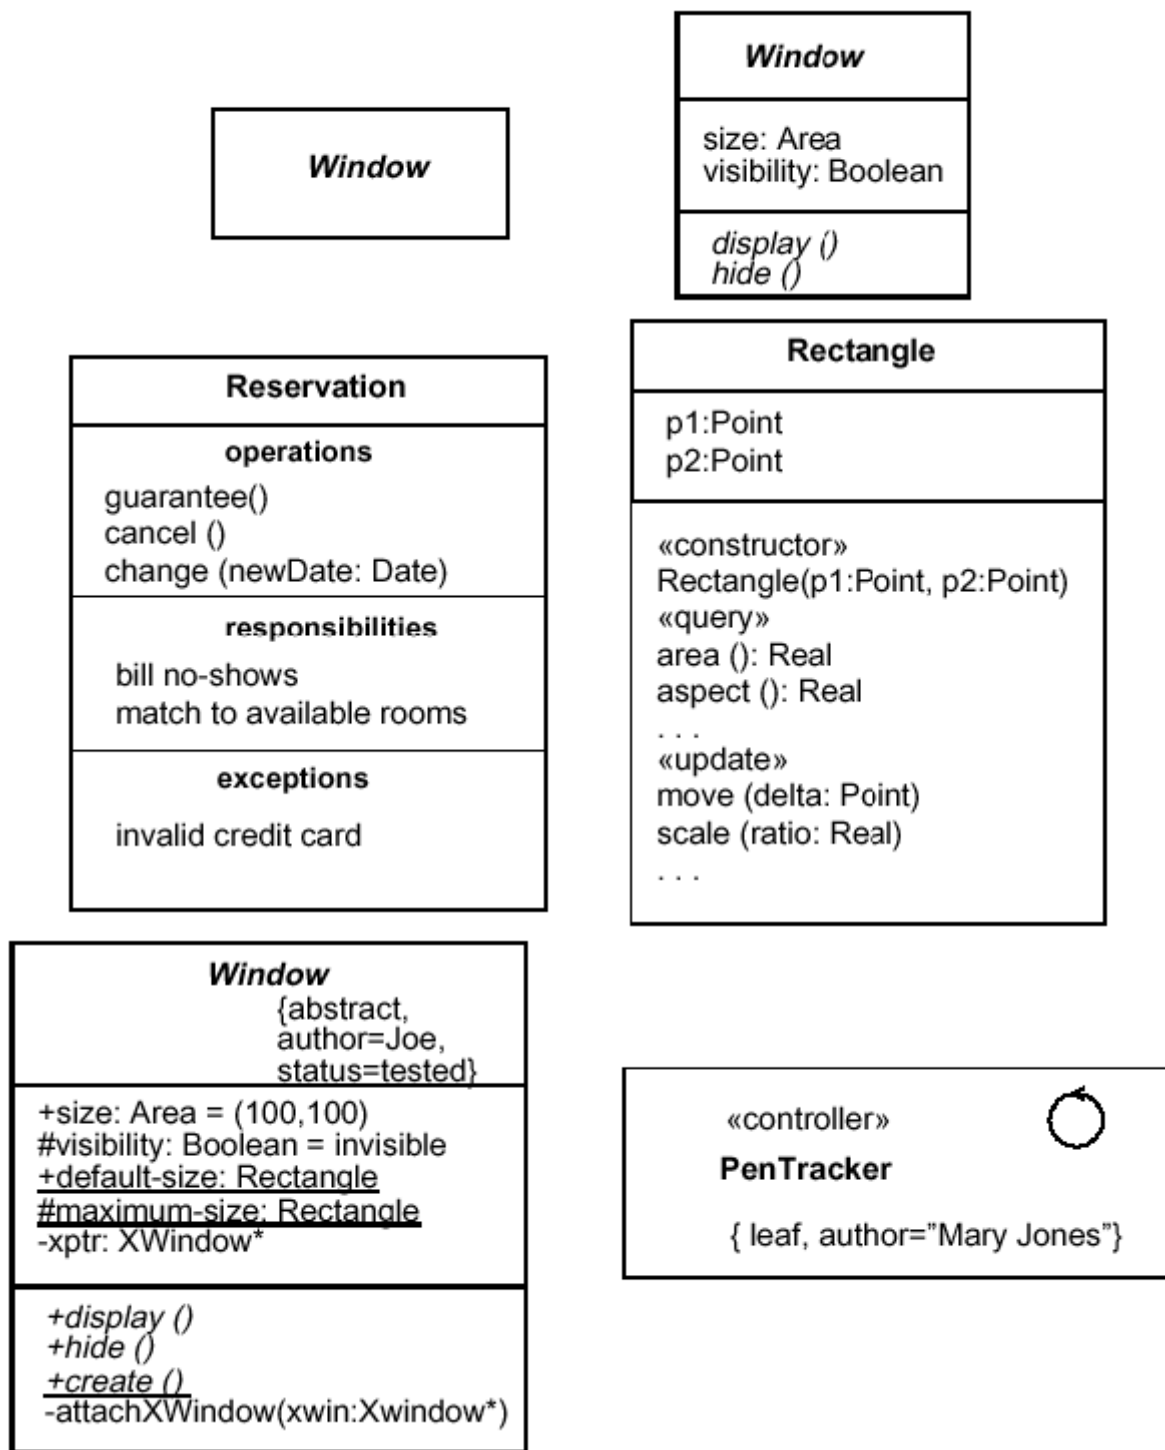 Window
Window
size: Area
visibility: Boolean
display ()
hide ()
Reservation
operations
guarantee()
cancel ()
change (newDate: Date)
responsibilities
bill no-shows
match to available rooms
exceptions
invalid credit card
Rectangle
p1:Point
p2:Point
«constructor»
Rectangle(p1:Point, p2:Point)
«query»
area (): Real
aspect (): Real
. . .
«update»
move (delta: Point)
scale (ratio: Real)
. . .
Window
{abstract,
author=Joe,
status=tested}
+size: Area = (100,100)
#visibility: Boolean = invisible
+default-size: Rectangle
#maximum-size: Rectangle
-xptr: XWindow*
+display ()
+hide ()
+create ()
-attachXWindow(xwin:Xwindow*)
«controller»
PenTracker
{ leaf, author=”Mary Jones”}